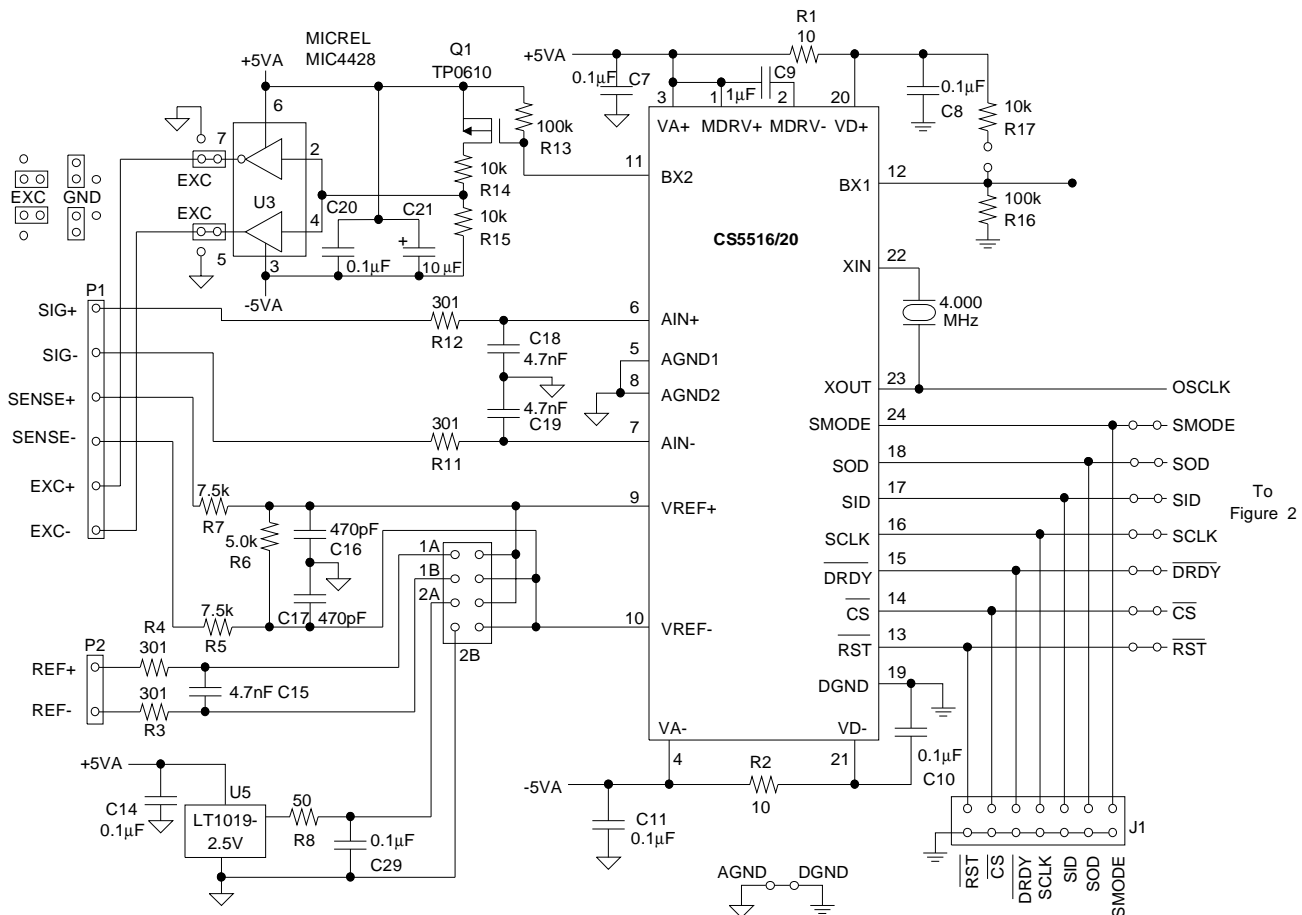 MICREL
MIC4428
+5VA
Q1
TP0610
6
7
2
4
5
3
U3
EXC
EXC
EXC
GND
100k
R13
10k
R14
10k
R15
C20
0.1µF
C21
+
10 µF
-5VA
+5VA
R1
10
0.1µF
C7
C9
1µF
0.1µF
C8
10k
R17
100k
R16
3
1
2
20
VA+
MDRV+
MDRV-
VD+
11
BX2
12
BX1
CS5516/20
22
XIN
4.000
MHz
23
XOUT
OSCLK
24
SMODE
SMODE
18
SOD
SOD
17
SID
SID
16
SCLK
SCLK
15
DRDY
DRDY
14
CS
CS
13
RST
RST
19
DGND
To
Figure 2
P1
SIG+
SIG-
SENSE+
SENSE-
EXC+
EXC-
301
R12
6
AIN+
C18
4.7nF
5
AGND1
8
AGND2
4.7nF
C19
301
R11
7
AIN-
7.5k
R7
9
VREF+
5.0k
R6
470pF
C16
C17
470pF
7.5k
R5
1A
1B
2A
2B
10
VREF-
P2
REF+
REF-
R4
301
301
R3
4.7nF C15
+5VA
C14
0.1µF
U5
LT1019-
2.5V
50
R8
0.1µF
C29
VA-
4
VD-
21
-5VA
R2
10
C11
0.1µF
0.1µF
C10
AGND
DGND
J1
RST
CS
DRDY
SCLK
SID
SOD
SMODE